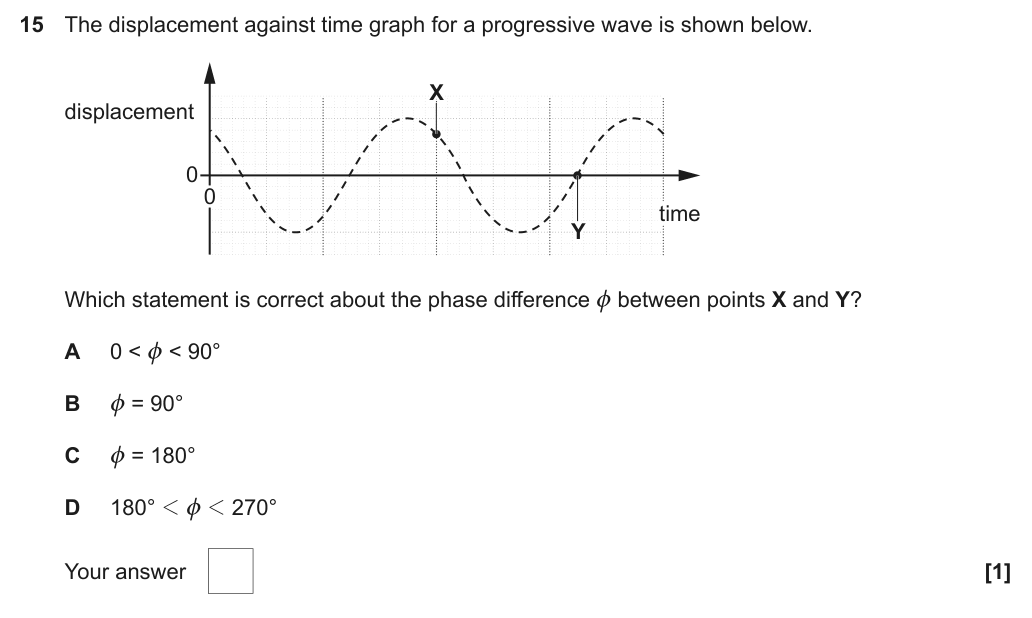 15 The displacement against time graph for a progressive wave is shown below.
X
displacement
0
0
time
Y
Which statement is correct about the phase difference ϕ between points X and Y?
A 0 < ϕ < 90°
B ϕ = 90°
C ϕ = 180°
D 180° < ϕ < 270°
Your answer
[1]